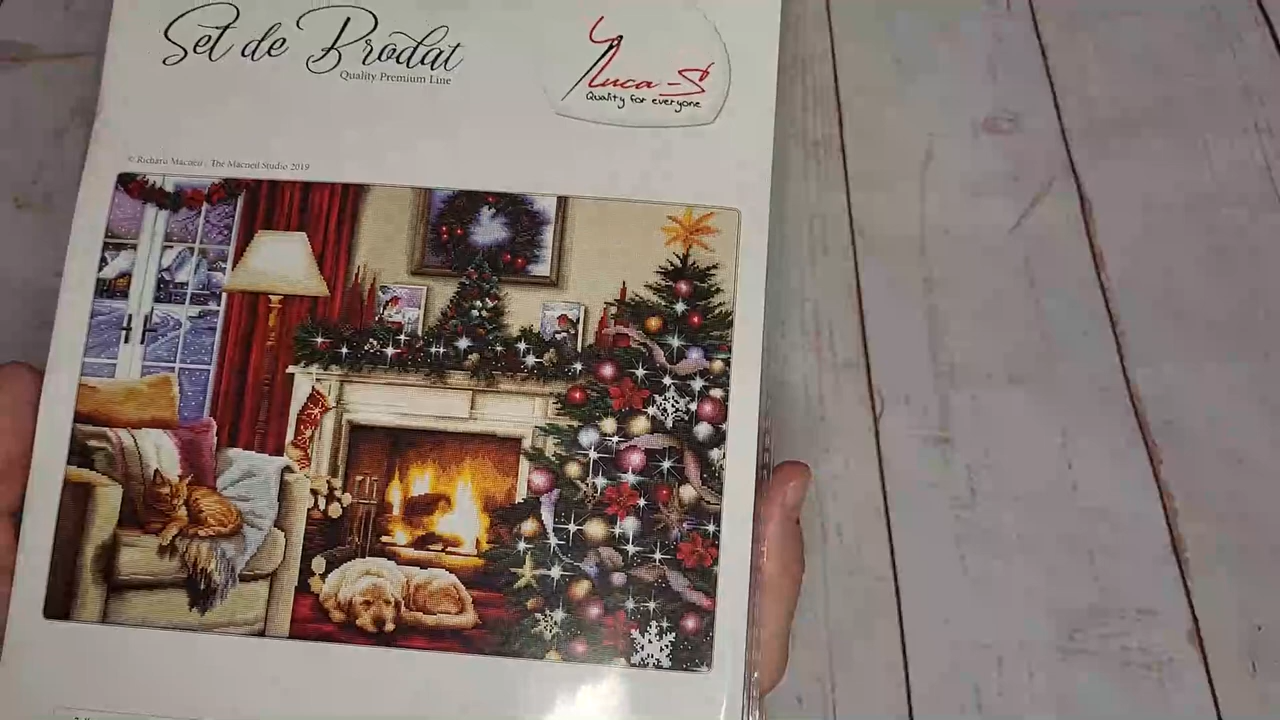 Set de Brodat
Quality Premium Line
Luca-S
Quality for everyone
© Richard Macneil - The Macneil Studio 2019